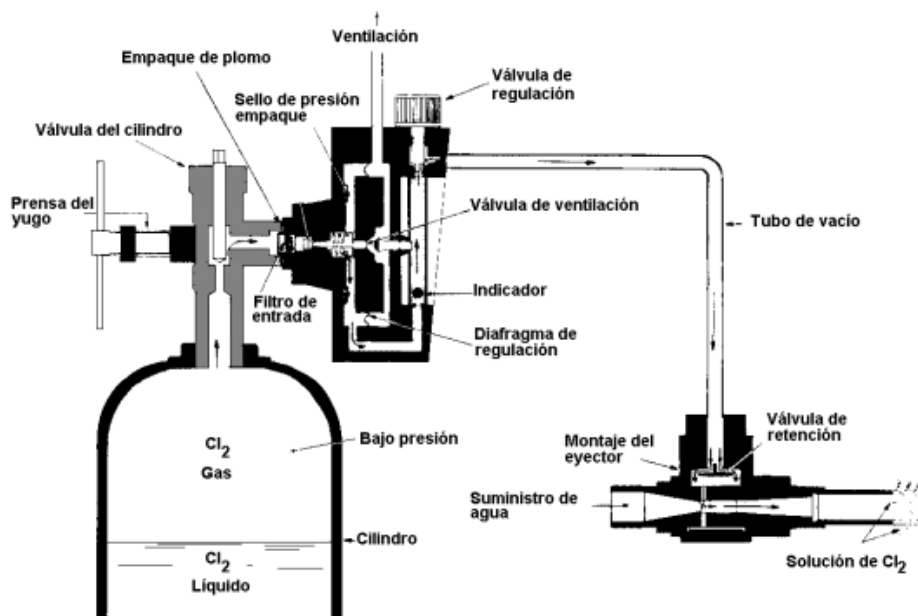 Ventilación
Empaque de plomo
Válvula de
regulación
Sello de presión
empaque
Válvula del cilindro
Prensa del
yugo
Válvula de ventilación
Tubo de vacío
Indicador
Filtro de
entrada
Diafragma de
regulación
Válvula de
retención
Montaje del
eyector
Cl2
Gas
Bajo presión
Suministro de
agua
Cilindro
Cl2
Líquido
Solución de Cl2